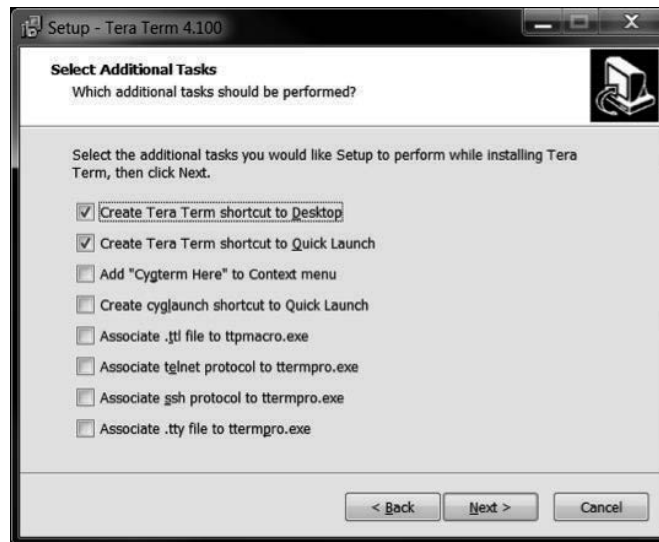 Setup - Tera Term 4.100
Select Additional Tasks
Which additional tasks should be performed?
Select the additional tasks you would like Setup to perform while installing Tera
Term, then click Next.
Create Tera Term shortcut to Desktop
Create Tera Term shortcut to Quick Launch
Add "Cygterm Here" to Context menu
Create cyglaunch shortcut to Quick Launch
Associate .ttl file to ttpmacro.exe
Associate telnet protocol to ttermpro.exe
Associate ssh protocol to ttermpro.exe
Associate .tty file to ttermpro.exe
< Back Next > Cancel